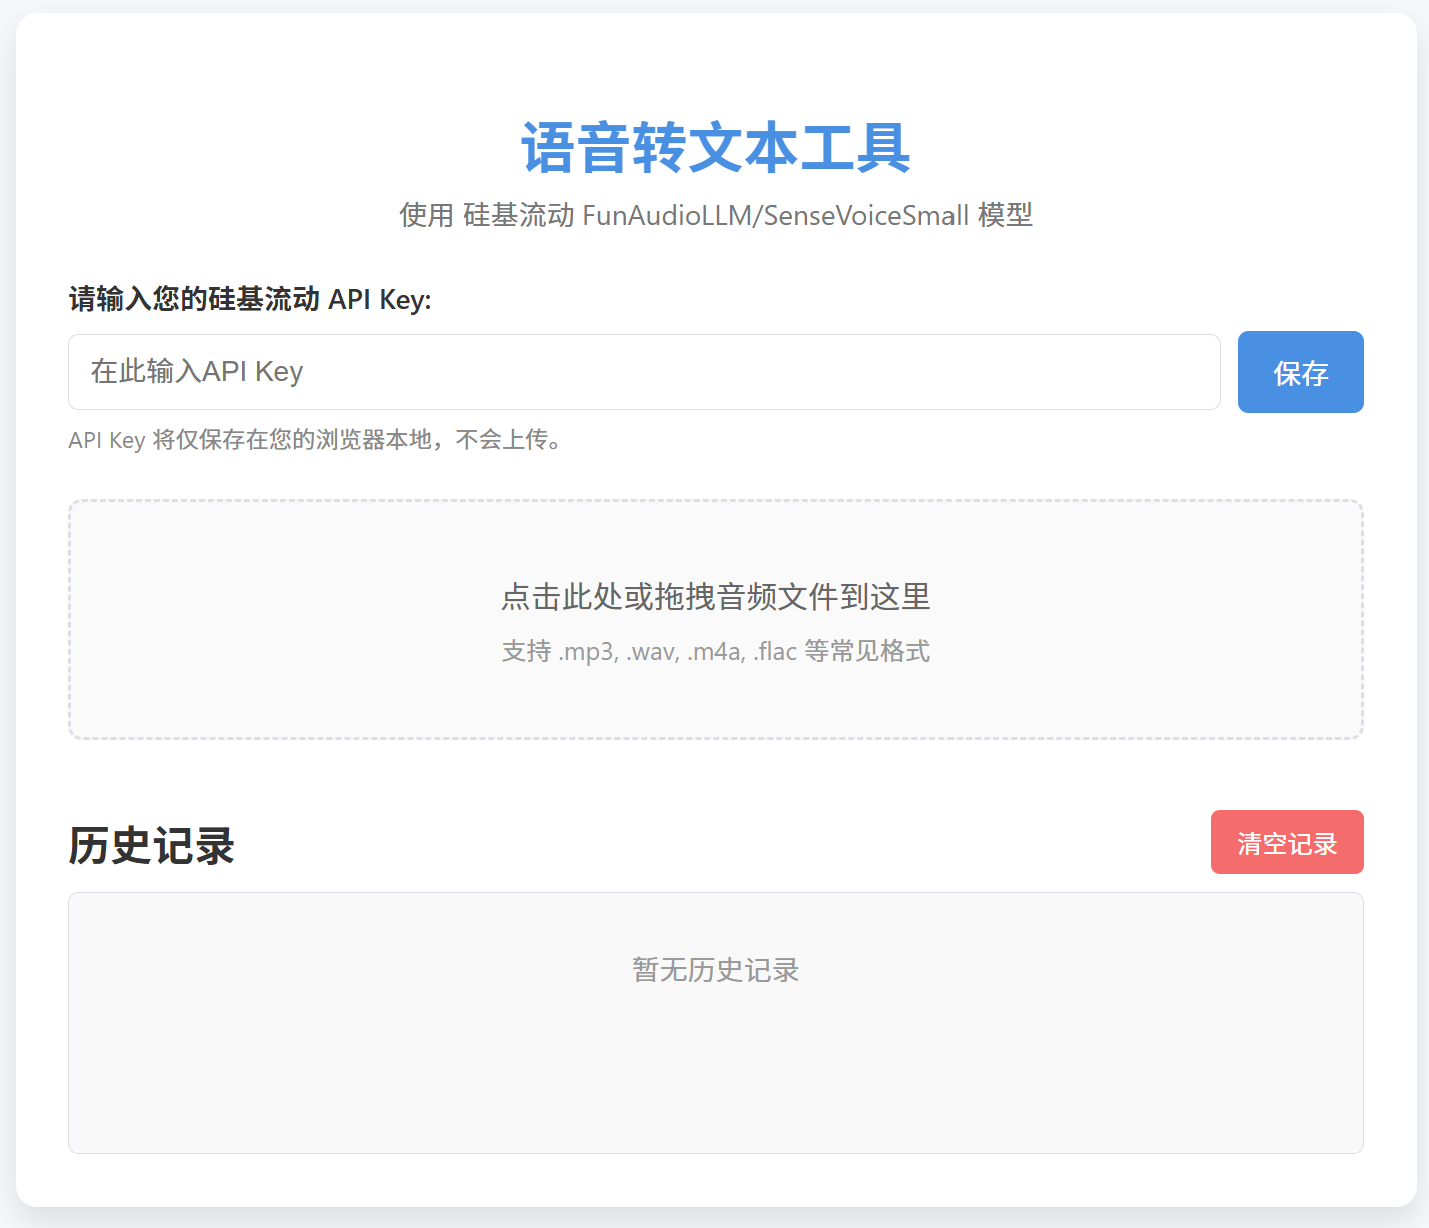 语音转文本工具
使用 硅基流动 FunAudioLLM/SenseVoiceSmall 模型
请输入您的硅基流动 API Key:
在此输入API Key
保存
API Key 将仅保存在您的浏览器本地，不会上传。
点击此处或拖拽音频文件到这里
支持 .mp3, .wav, .m4a, .flac 等常见格式
历史记录
清空记录
暂无历史记录